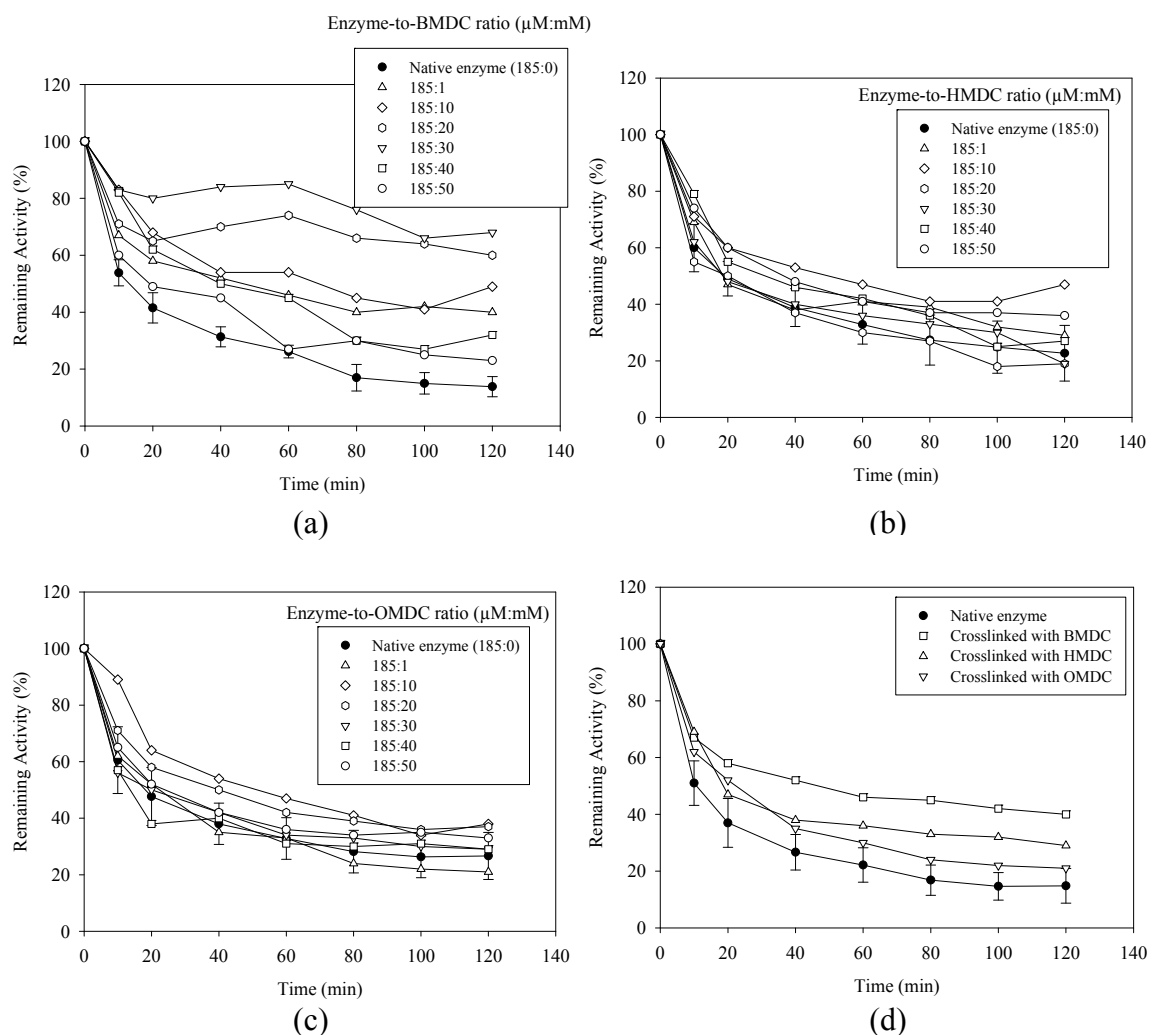 Enzyme-to-BMDC ratio (µM:mM)
Native enzyme (185:0)
185:1
185:10
185:20
185:30
185:40
185:50
120
100
80
60
40
20
0
Remaining Activity (%)
0 20 40 60 80 100 120 140
Time (min)
(a)
Enzyme-to-HMDC ratio (µM:mM)
Native enzyme (185:0)
185:1
185:10
185:20
185:30
185:40
185:50
120
100
80
60
40
20
0
Remaining Activity (%)
0 20 40 60 80 100 120 140
Time (min)
(b)
Enzyme-to-OMDC ratio (µM:mM)
Native enzyme (185:0)
185:1
185:10
185:20
185:30
185:40
185:50
120
100
80
60
40
20
0
Remaining Activity (%)
0 20 40 60 80 100 120 140
Time (min)
(c)
Native enzyme
Crosslinked with BMDC
Crosslinked with HMDC
Crosslinked with OMDC
120
100
80
60
40
20
0
Remaining Activity (%)
0 20 40 60 80 100 120 140
Time (min)
(d)